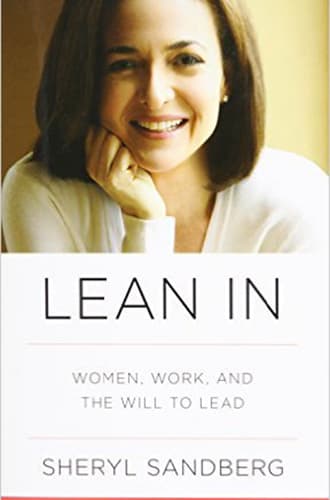 LEAN IN
WOMEN, WORK, AND
THE WILL TO LEAD
SHERYL SANDBERG